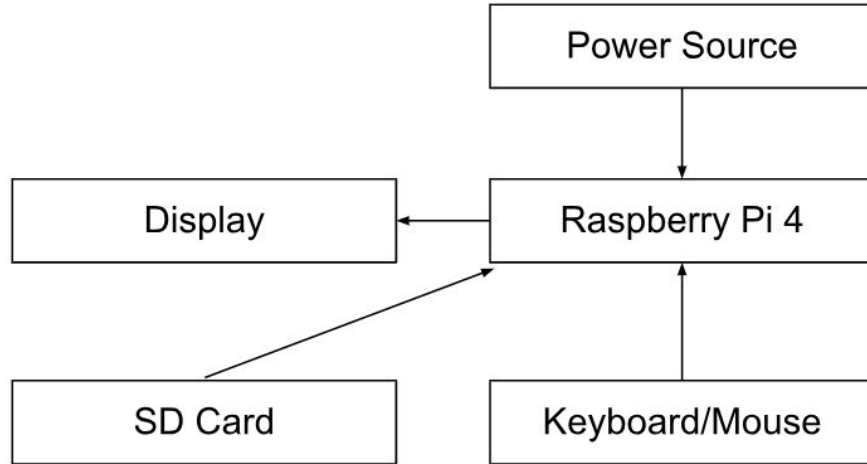 Power Source
Display
Raspberry Pi 4
SD Card
Keyboard/Mouse